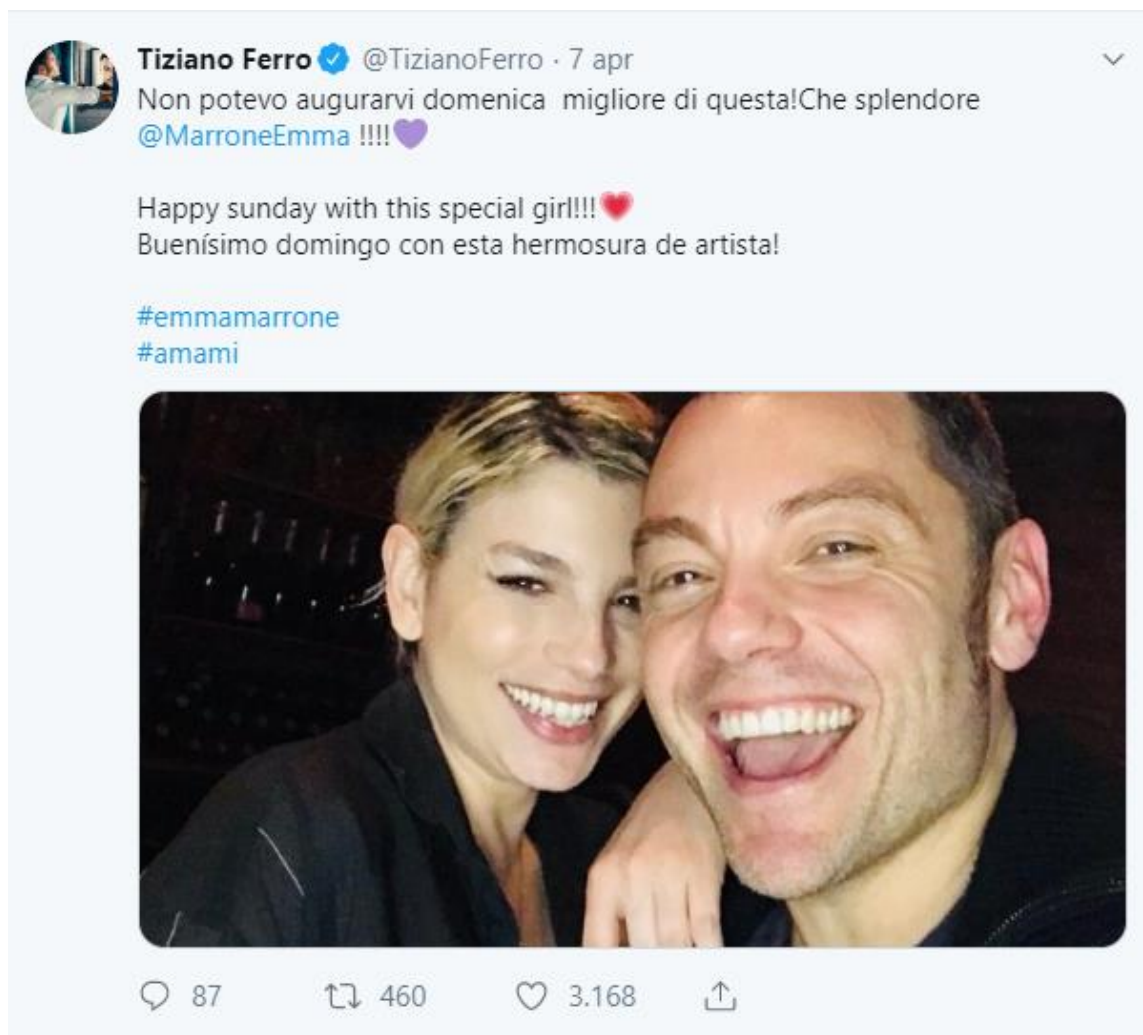 Tiziano Ferro @TizianoFerro · 7 apr
Non potevo augurarvi domenica  migliore di questa!Che splendore
@MarroneEmma !!!!💜
Happy sunday with this special girl!!!💗
Buenísimo domingo con esta hermosura de artista!
#emmamarrone
#amami
87 460 3.168